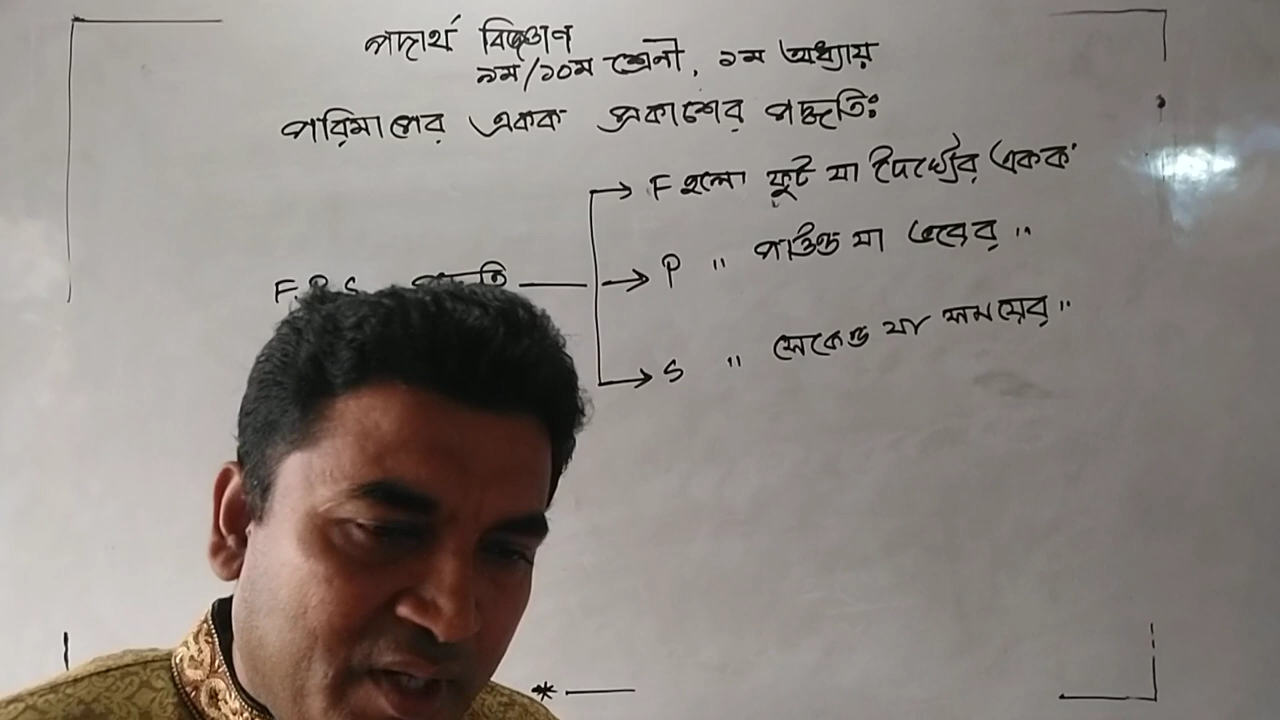 পদার্থ বিজ্ঞান
৯ম/১০ম শ্রেনী, ১ম অধ্যায়
পরিমাপের একক প্রকাশের পদ্ধতিঃ
F হলো ফুট যা দৈর্ঘ্যের একক
F.P.S
P " পাউন্ড যা ভরের "
S " সেকেন্ড যা সময়ের "